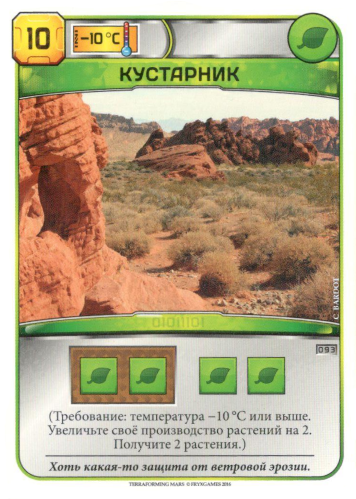 10
-10 °C
КУСТАРНИК
C. BARDOT
093
(Требование: температура −10 °C или выше.
Увеличьте своё производство растений на 2.
Получите 2 растения.)
Хоть какая-то защита от ветровой эрозии.
TERRAFORMING MARS © FRYXGAMES 2016